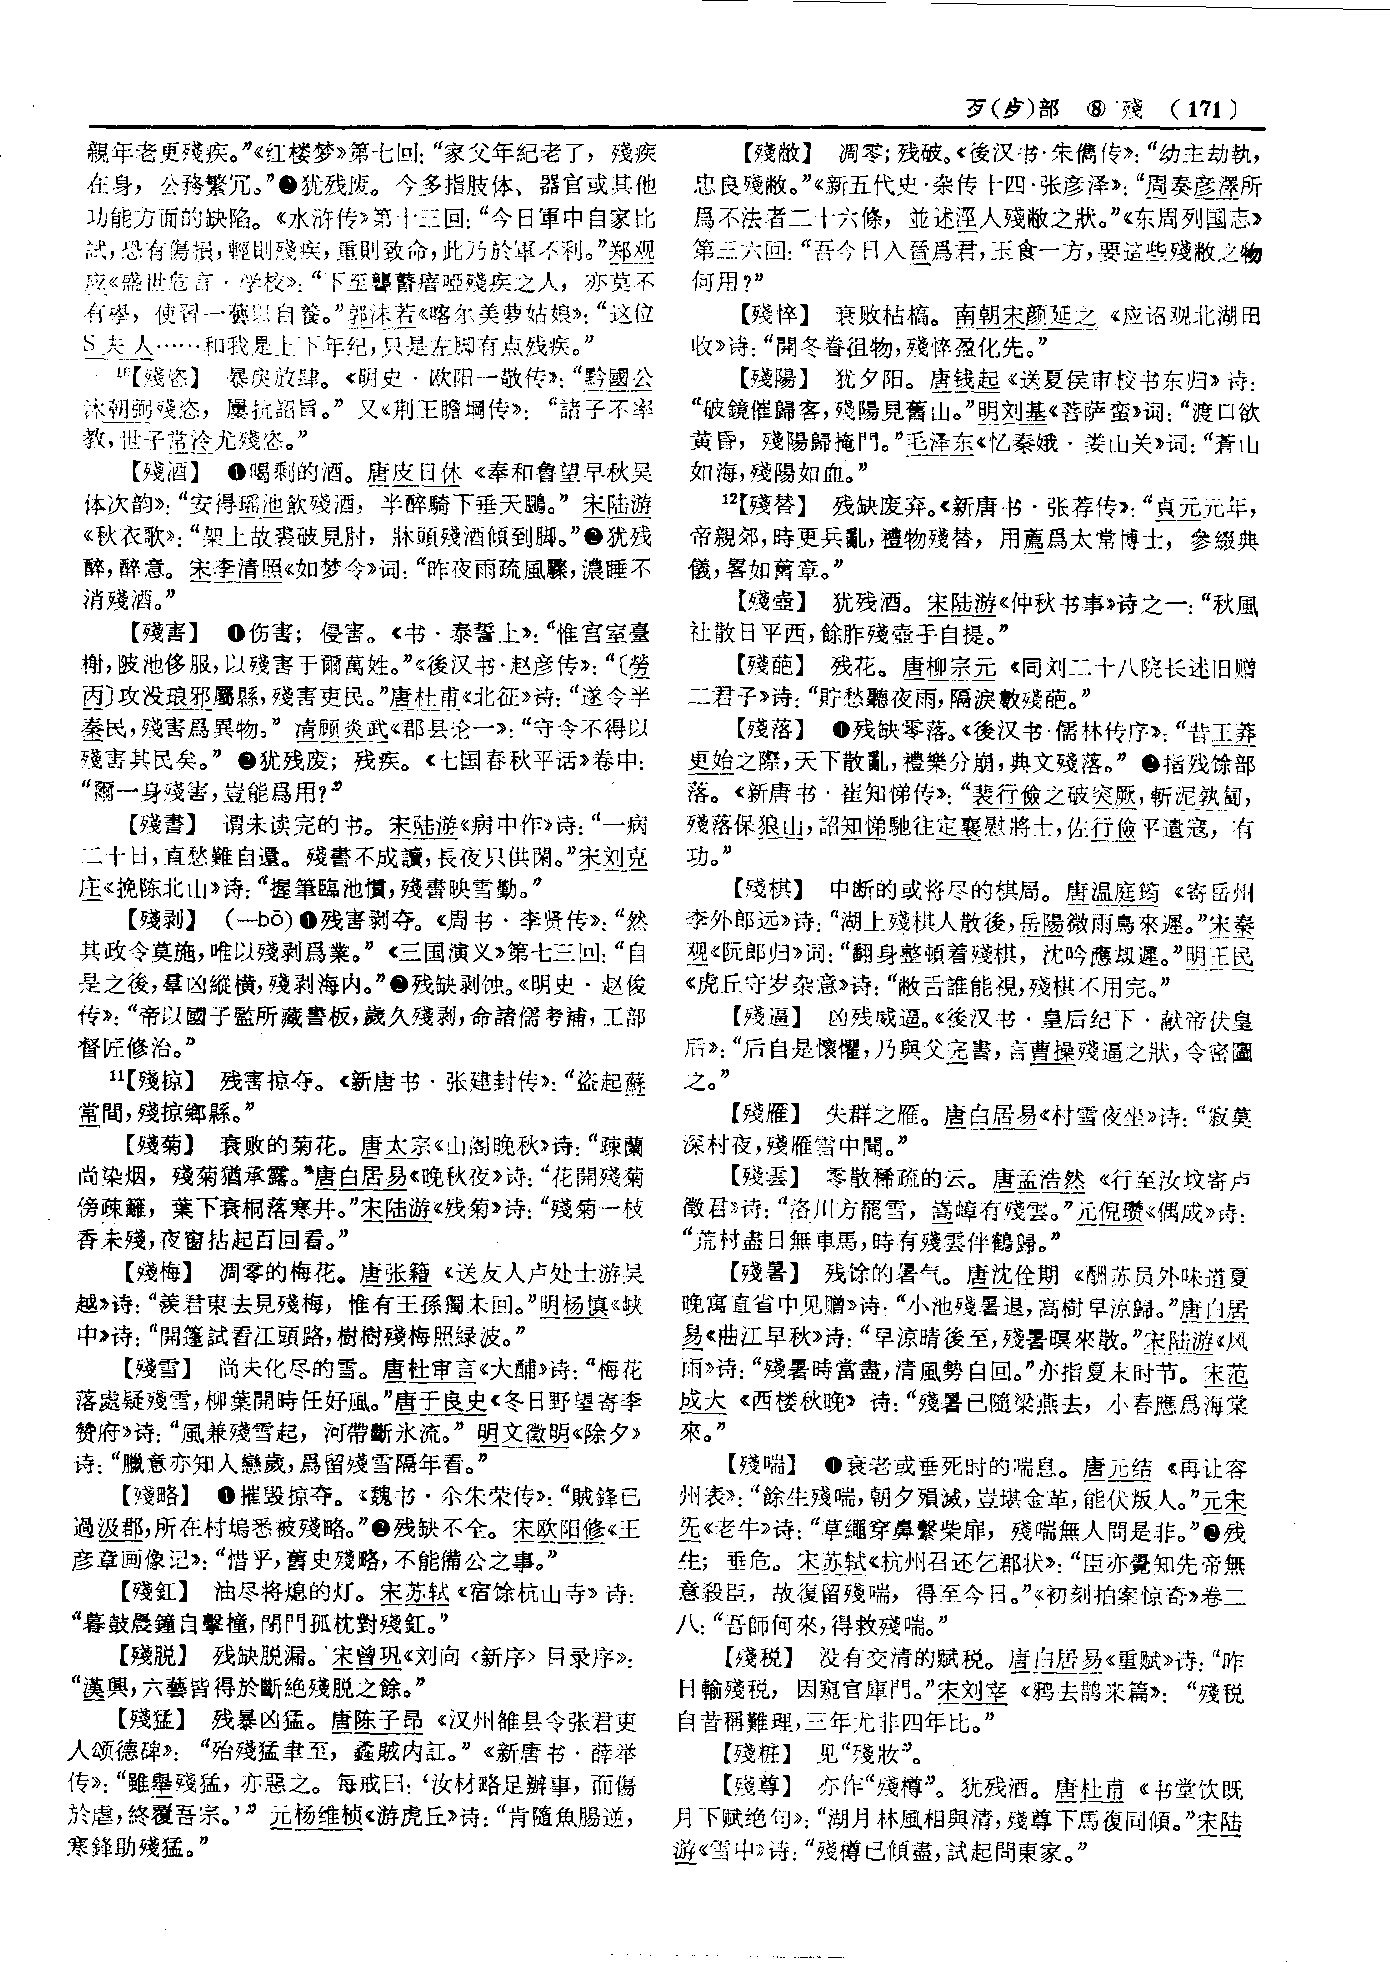 歹(歺)部 ⑧ 殘 (171)
親年老更殘疾。”《红楼梦》第七回：“家父年紀老了，殘疾
在身，公務繁冗。”❷犹残废。今多指肢体、器官或其他
功能方面的缺陷。《水浒传》第十三回：“今日軍中自家比
試，恐有傷損，輕則殘疾，重則致命，此乃於軍不利。”郑观
应《盛世危言·学校》：“下至聾瞽瘖啞殘疾之人，亦莫不
有學，使習一藝以自養。”郭沫若《喀尔美萝姑娘》：“这位
S夫人……和我是上下年纪，只是左脚有点残疾。”
¹⁰【殘恣】 暴戾放肆。《明史·欧阳一敬传》：“黔國公
沐朝弼殘恣，屢抗詔旨。”又《荆王瞻堈传》：“諸子不率
教，世子常泠尤殘恣。”
【殘酒】 ❶喝剩的酒。唐皮日休《奉和鲁望早秋吴
体次韵》：“安得瑶池飲殘酒，半醉騎下垂天鵬。”宋陆游
《秋衣歌》：“架上故裘破見肘，牀頭殘酒傾到脚。”❷犹残
醉，醉意。宋李清照《如梦令》词：“昨夜雨疏風驟，濃睡不
消殘酒。”
【殘害】 ❶伤害；侵害。《书·泰誓上》：“惟宫室臺
榭，陂池侈服，以殘害于爾萬姓。”《後汉书·赵彦传》：“〔勞
丙〕攻没琅邪屬縣，殘害吏民。”唐杜甫《北征》诗：“遂令半
秦民，殘害爲異物。”清顾炎武《郡县论一》：“守令不得以
殘害其民矣。”❷犹残废；残疾。《七国春秋平话》卷中：
“爾一身殘害，豈能爲用？”
【殘書】 谓未读完的书。宋陆游《病中作》诗：“一病
二十日，直愁難自還。殘書不成讀，長夜只供閑。”宋刘克
庄《挽陈北山》诗：“握筆臨池慣，殘書映雪勤。”
【殘剥】 （－bō）❶残害剥夺。《周书·李贤传》：“然
其政令莫施，唯以殘剥爲業。”《三国演义》第七三回：“自
是之後，羣凶縱横，殘剥海内。”❷残缺剥蚀。《明史·赵俊
传》：“帝以國子監所藏書板，歲久殘剥，命諸儒考補，工部
督匠修治。”
¹¹【殘掠】 残害掠夺。《新唐书·张建封传》：“盜起蘇
常間，殘掠鄉縣。”
【殘菊】 衰败的菊花。唐太宗《山阁晚秋》诗：“疎蘭
尚染烟，殘菊猶承露。”唐白居易《晚秋夜》诗：“花開殘菊
傍疎籬，葉下衰桐落寒井。”宋陆游《残菊》诗：“殘菊一枝
香未殘，夜窗拈起百回看。”
【殘梅】 凋零的梅花。唐张籍《送友人卢处士游吴
越》诗：“羡君東去見殘梅，惟有王孫獨未回。”明杨慎《峡
中》诗：“開篷試看江頭路，樹樹殘梅照緑波。”
【殘雪】 尚未化尽的雪。唐杜审言《大酺》诗：“梅花
落處疑殘雪，柳葉開時任好風。”唐于良史《冬日野望寄李
赞府》诗：“風兼殘雪起，河帶斷氷流。”明文徵明《除夕》
诗：“臘意亦知人戀歲，爲留殘雪隔年看。”
【殘略】 ❶摧毁掠夺。《魏书·尒朱荣传》：“賊鋒已
過汲郡，所在村塢悉被殘略。”❷残缺不全。宋欧阳修《王
彦章画像记》：“惜乎，舊史殘略，不能備公之事。”
【殘釭】 油尽将熄的灯。宋苏轼《宿馀杭山寺》诗：
“暮鼓晨鐘自擊撞，閉門孤枕對殘釭。”
【殘脱】 残缺脱漏。宋曾巩《刘向〈新序〉目录序》：
“漢興，六藝皆得於斷絶殘脱之餘。”
【殘猛】 残暴凶猛。唐陈子昂《汉州雒县令张君吏
人颂德碑》：“殆殘猛聿至，蟊賊内訌。”《新唐书·薛举
传》：“雖舉殘猛，亦惡之。每戒曰：‘汝材略足辦事，而傷
於虐，終覆吾宗。’”元杨维桢《游虎丘》诗：“肯隨魚腸逆，
寒鋒助殘猛。”
【殘敝】 凋零；残破。《後汉书·朱儁传》：“幼主劫執，
忠良殘敝。”《新五代史·杂传十四·张彦泽》：“周奏彦澤所
爲不法者二十六條，並述涇人殘敝之狀。”《东周列国志》
第三六回：“吾今日入晉爲君，玉食一方，要這些殘敝之物
何用？”
【殘悴】 衰败枯槁。南朝宋颜延之《应诏观北湖田
收》诗：“開冬眷徂物，殘悴盈化先。”
【殘陽】 犹夕阳。唐钱起《送夏侯审校书东归》诗：
“破鏡催歸客，殘陽見舊山。”明刘基《菩萨蛮》词：“渡口欲
黄昏，殘陽歸掩門。”毛泽东《忆秦娥·娄山关》词：“蒼山
如海，殘陽如血。”
¹²【殘替】 残缺废弃。《新唐书·张荐传》：“貞元元年，
帝親郊，時更兵亂，禮物殘替，用薦爲太常博士，參綴典
儀，畧如舊章。”
【殘壺】 犹残酒。宋陆游《仲秋书事》诗之一：“秋風
社散日平西，餘胙殘壺手自提。”
【殘葩】 残花。唐柳宗元《同刘二十八院长述旧赠
二君子》诗：“貯愁聽夜雨，隔淚數殘葩。”
【殘落】 ❶残缺零落。《後汉书·儒林传序》：“昔王莽
更始之際，天下散亂，禮樂分崩，典文殘落。”❷指残馀部
落。《新唐书·崔知悌传》：“裴行儉之破突厥，斬泥孰匐，
殘落保狼山，詔知悌馳往定襄慰將士，佐行儉平遺寇，有
功。”
【殘棋】 中断的或将尽的棋局。唐温庭筠《寄岳州
李外郎远》诗：“湖上殘棋人散後，岳陽微雨鳥來遲。”宋秦
观《阮郎归》词：“翻身整頓着殘棋，沈吟應刼遲。”明王民
《虎丘守岁杂意》诗：“敝舌誰能視，殘棋不用完。”
【殘逼】 凶残威逼。《後汉书·皇后纪下·献帝伏皇
后》：“后自是懷懼，乃與父完書，言曹操殘逼之狀，令密圖
之。”
【殘雁】 失群之雁。唐白居易《村雪夜坐》诗：“寂莫
深村夜，殘雁雪中聞。”
【殘雲】 零散稀疏的云。唐孟浩然《行至汝坟寄卢
徵君》诗：“洛川方罷雪，嵩嶂有殘雲。”元倪瓒《偶成》诗：
“荒村盡日無車馬，時有殘雲伴鶴歸。”
【殘暑】 残馀的暑气。唐沈佺期《酬苏员外味道夏
晚寓直省中见赠》诗：“小池殘暑退，高樹早涼歸。”唐白居
易《曲江早秋》诗：“早涼晴後至，殘暑暝來散。”宋陆游《风
雨》诗：“殘暑時當盡，清風勢自回。”亦指夏末时节。宋范
成大《西楼秋晚》诗：“殘暑已隨梁燕去，小春應爲海棠
來。”
【殘喘】 ❶衰老或垂死时的喘息。唐元结《再让容
州表》：“餘生殘喘，朝夕殞滅，豈堪金革，能伏叛人。”元宋
无《老牛》诗：“草繩穿鼻繫柴扉，殘喘無人問是非。”❷残
生；垂危。宋苏轼《杭州召还乞郡状》：“臣亦覺知先帝無
意殺臣，故復留殘喘，得至今日。”《初刻拍案惊奇》卷二
八：“吾師何來，得救殘喘。”
【殘税】 没有交清的赋税。唐白居易《重赋》诗：“昨
日輸殘税，因窺官庫門。”宋刘宰《鸦去鹊来篇》：“殘税
自昔稱難理，三年尤非四年比。”
【殘粧】 见“殘妝”。
【殘尊】 亦作“殘樽”。犹残酒。唐杜甫《书堂饮既
月下赋绝句》：“湖月林風相與清，殘尊下馬復同傾。”宋陆
游《雪中》诗：“殘樽已傾盡，試起問東家。”